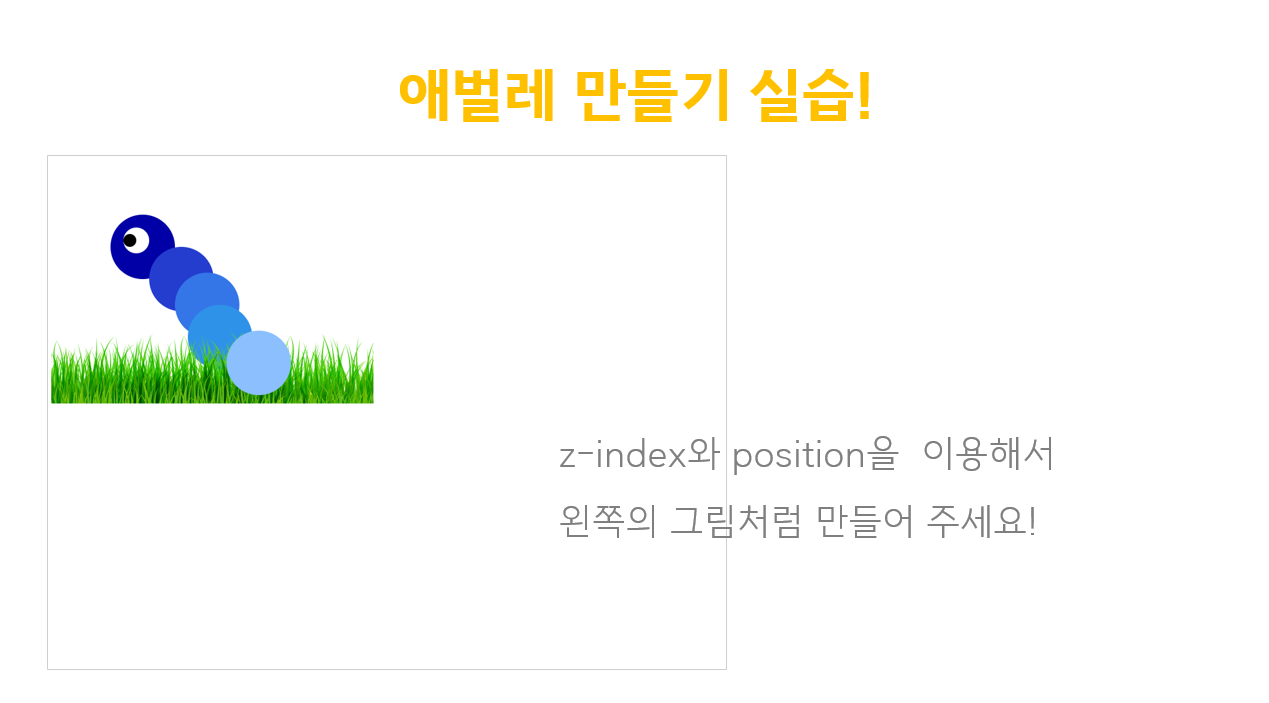 애벌레 만들기 실습!
z-index와 position을 이용해서
왼쪽의 그림처럼 만들어 주세요!